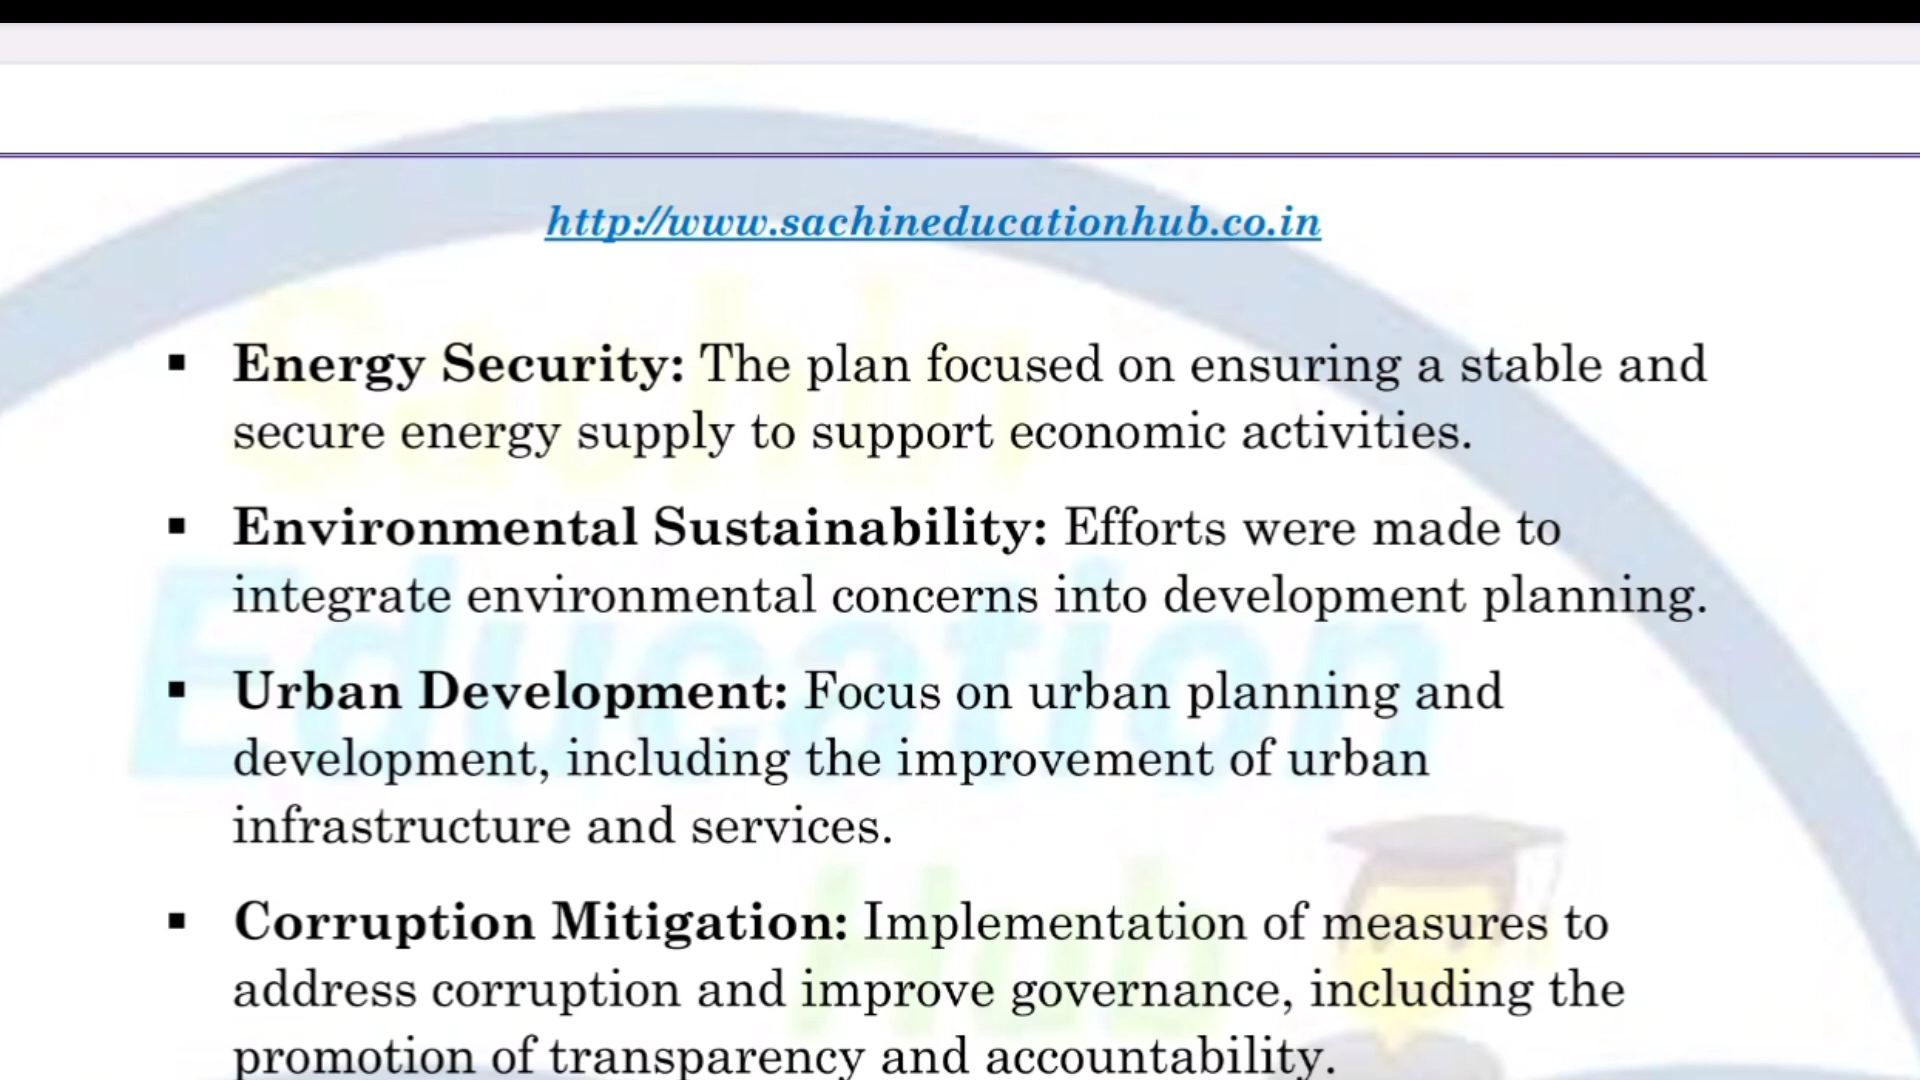 http://www.sachineducationhub.co.in
▪ Energy Security: The plan focused on ensuring a stable and
secure energy supply to support economic activities.
▪ Environmental Sustainability: Efforts were made to
integrate environmental concerns into development planning.
▪ Urban Development: Focus on urban planning and
development, including the improvement of urban
infrastructure and services.
▪ Corruption Mitigation: Implementation of measures to
address corruption and improve governance, including the
promotion of transparency and accountability.
Sachin
Education
Hub